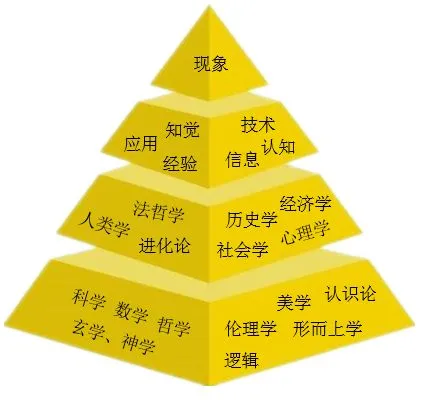 现象
应用 知觉
经验
技术
信息 认知
人类学 法哲学
进化论
历史学 经济学
社会学 心理学
科学 数学 哲学
玄学、神学
美学 认识论
伦理学 形而上学
逻辑